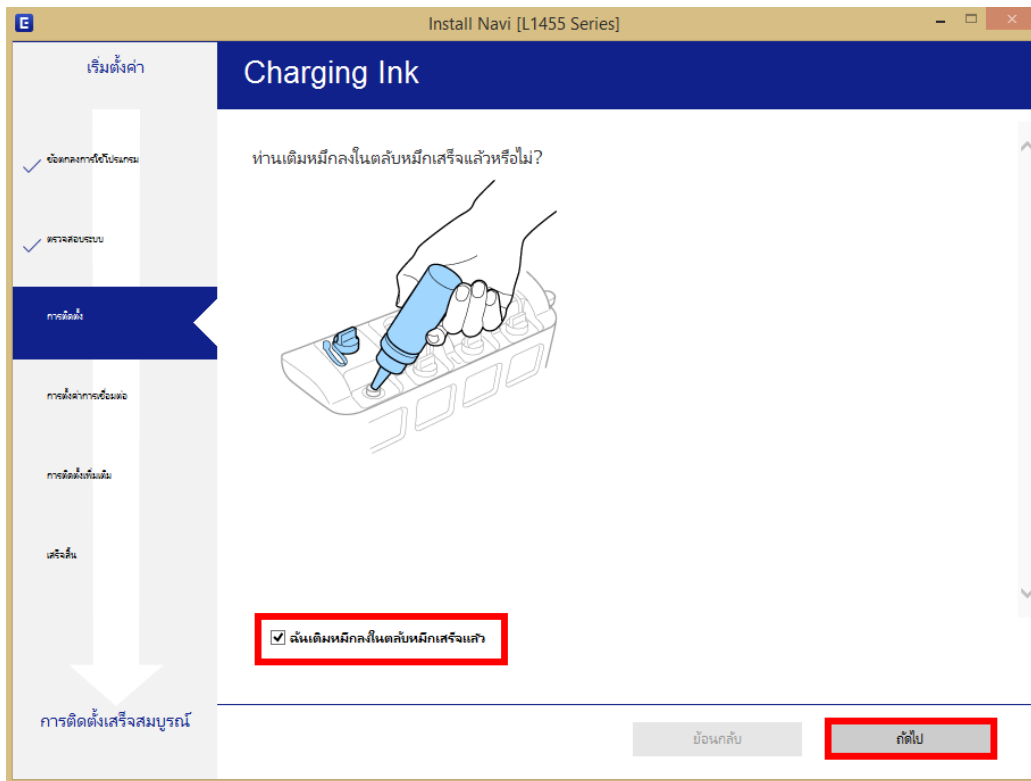 Install Navi [L1455 Series]
เริ่มตั้งค่า
Charging Ink
ข้อตกลงการใช้โปรแกรม
ตรวจสอบระบบ
การติดตั้ง
การตั้งค่าการเชื่อมต่อ
การติดตั้งเพิ่มเติม
เสร็จสิ้น
การติดตั้งเสร็จสมบูรณ์
ท่านเติมหมึกลงในตลับหมึกเสร็จแล้วหรือไม่?
ฉันเติมหมึกลงในตลับหมึกเสร็จแล้ว
ย้อนกลับ
ถัดไป